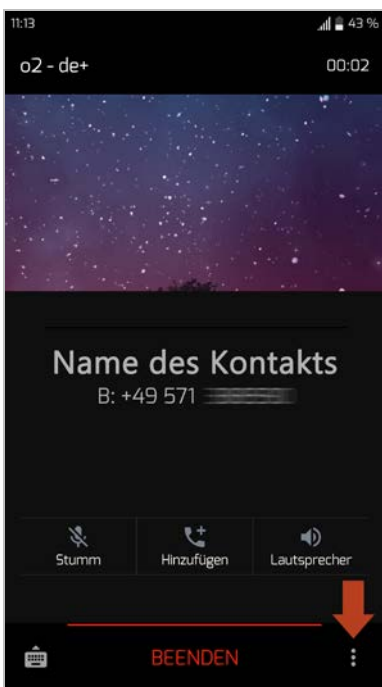 11:13 43 %
o2 - de+ 00:02
Name des Kontakts
B: +49 571
Stumm Hinzufügen Lautsprecher
BEENDEN